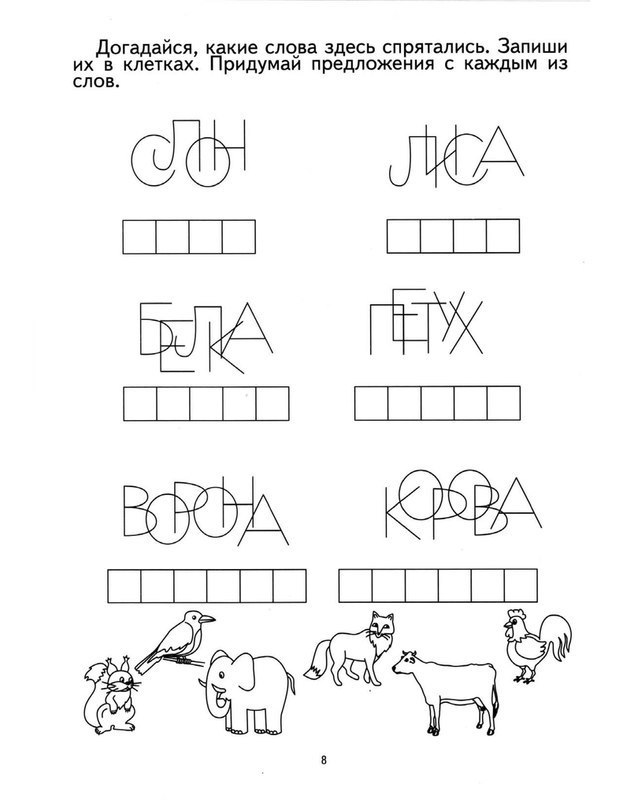 Догадайся, какие слова здесь спрятались. Запиши
их в клетках. Придумай предложения с каждым из
слов.
СЛОН
ЛИСА
БЕЛКА
ПЕТУХ
ВОРОНА
КОРОВА
8